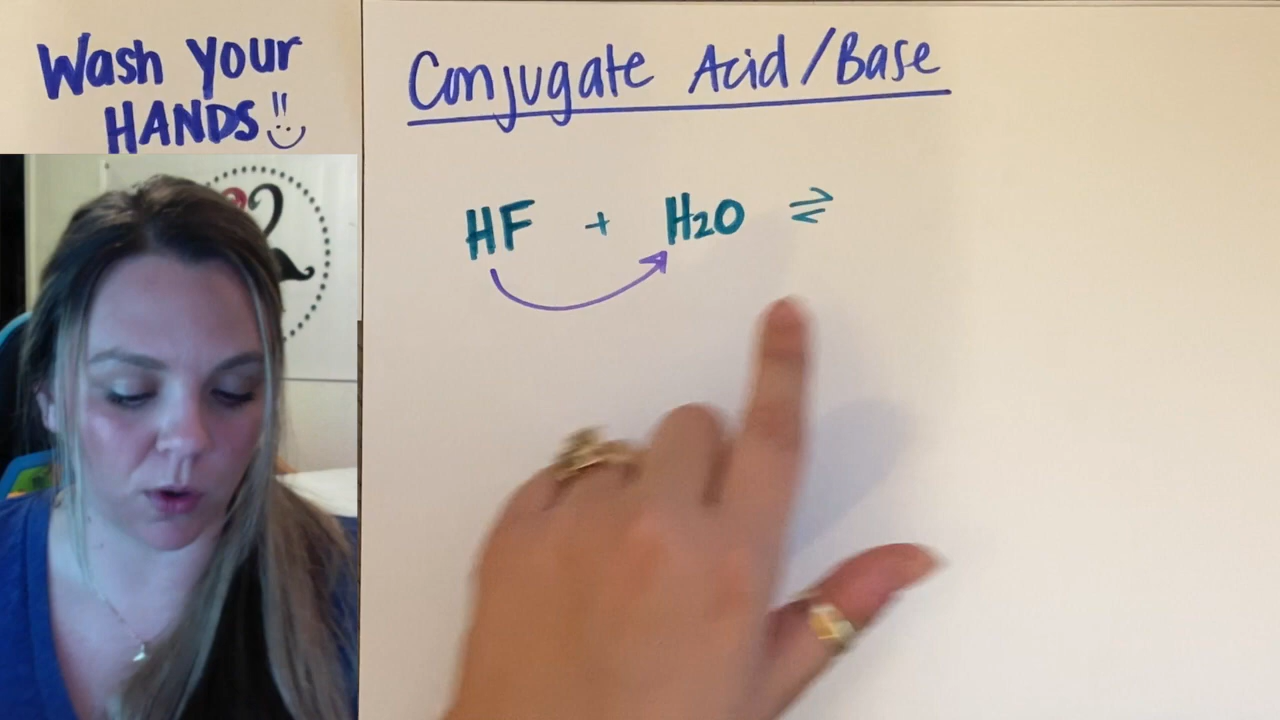 Wash your
HANDS!!
Conjugate Acid/Base
HF + H2O ⇌